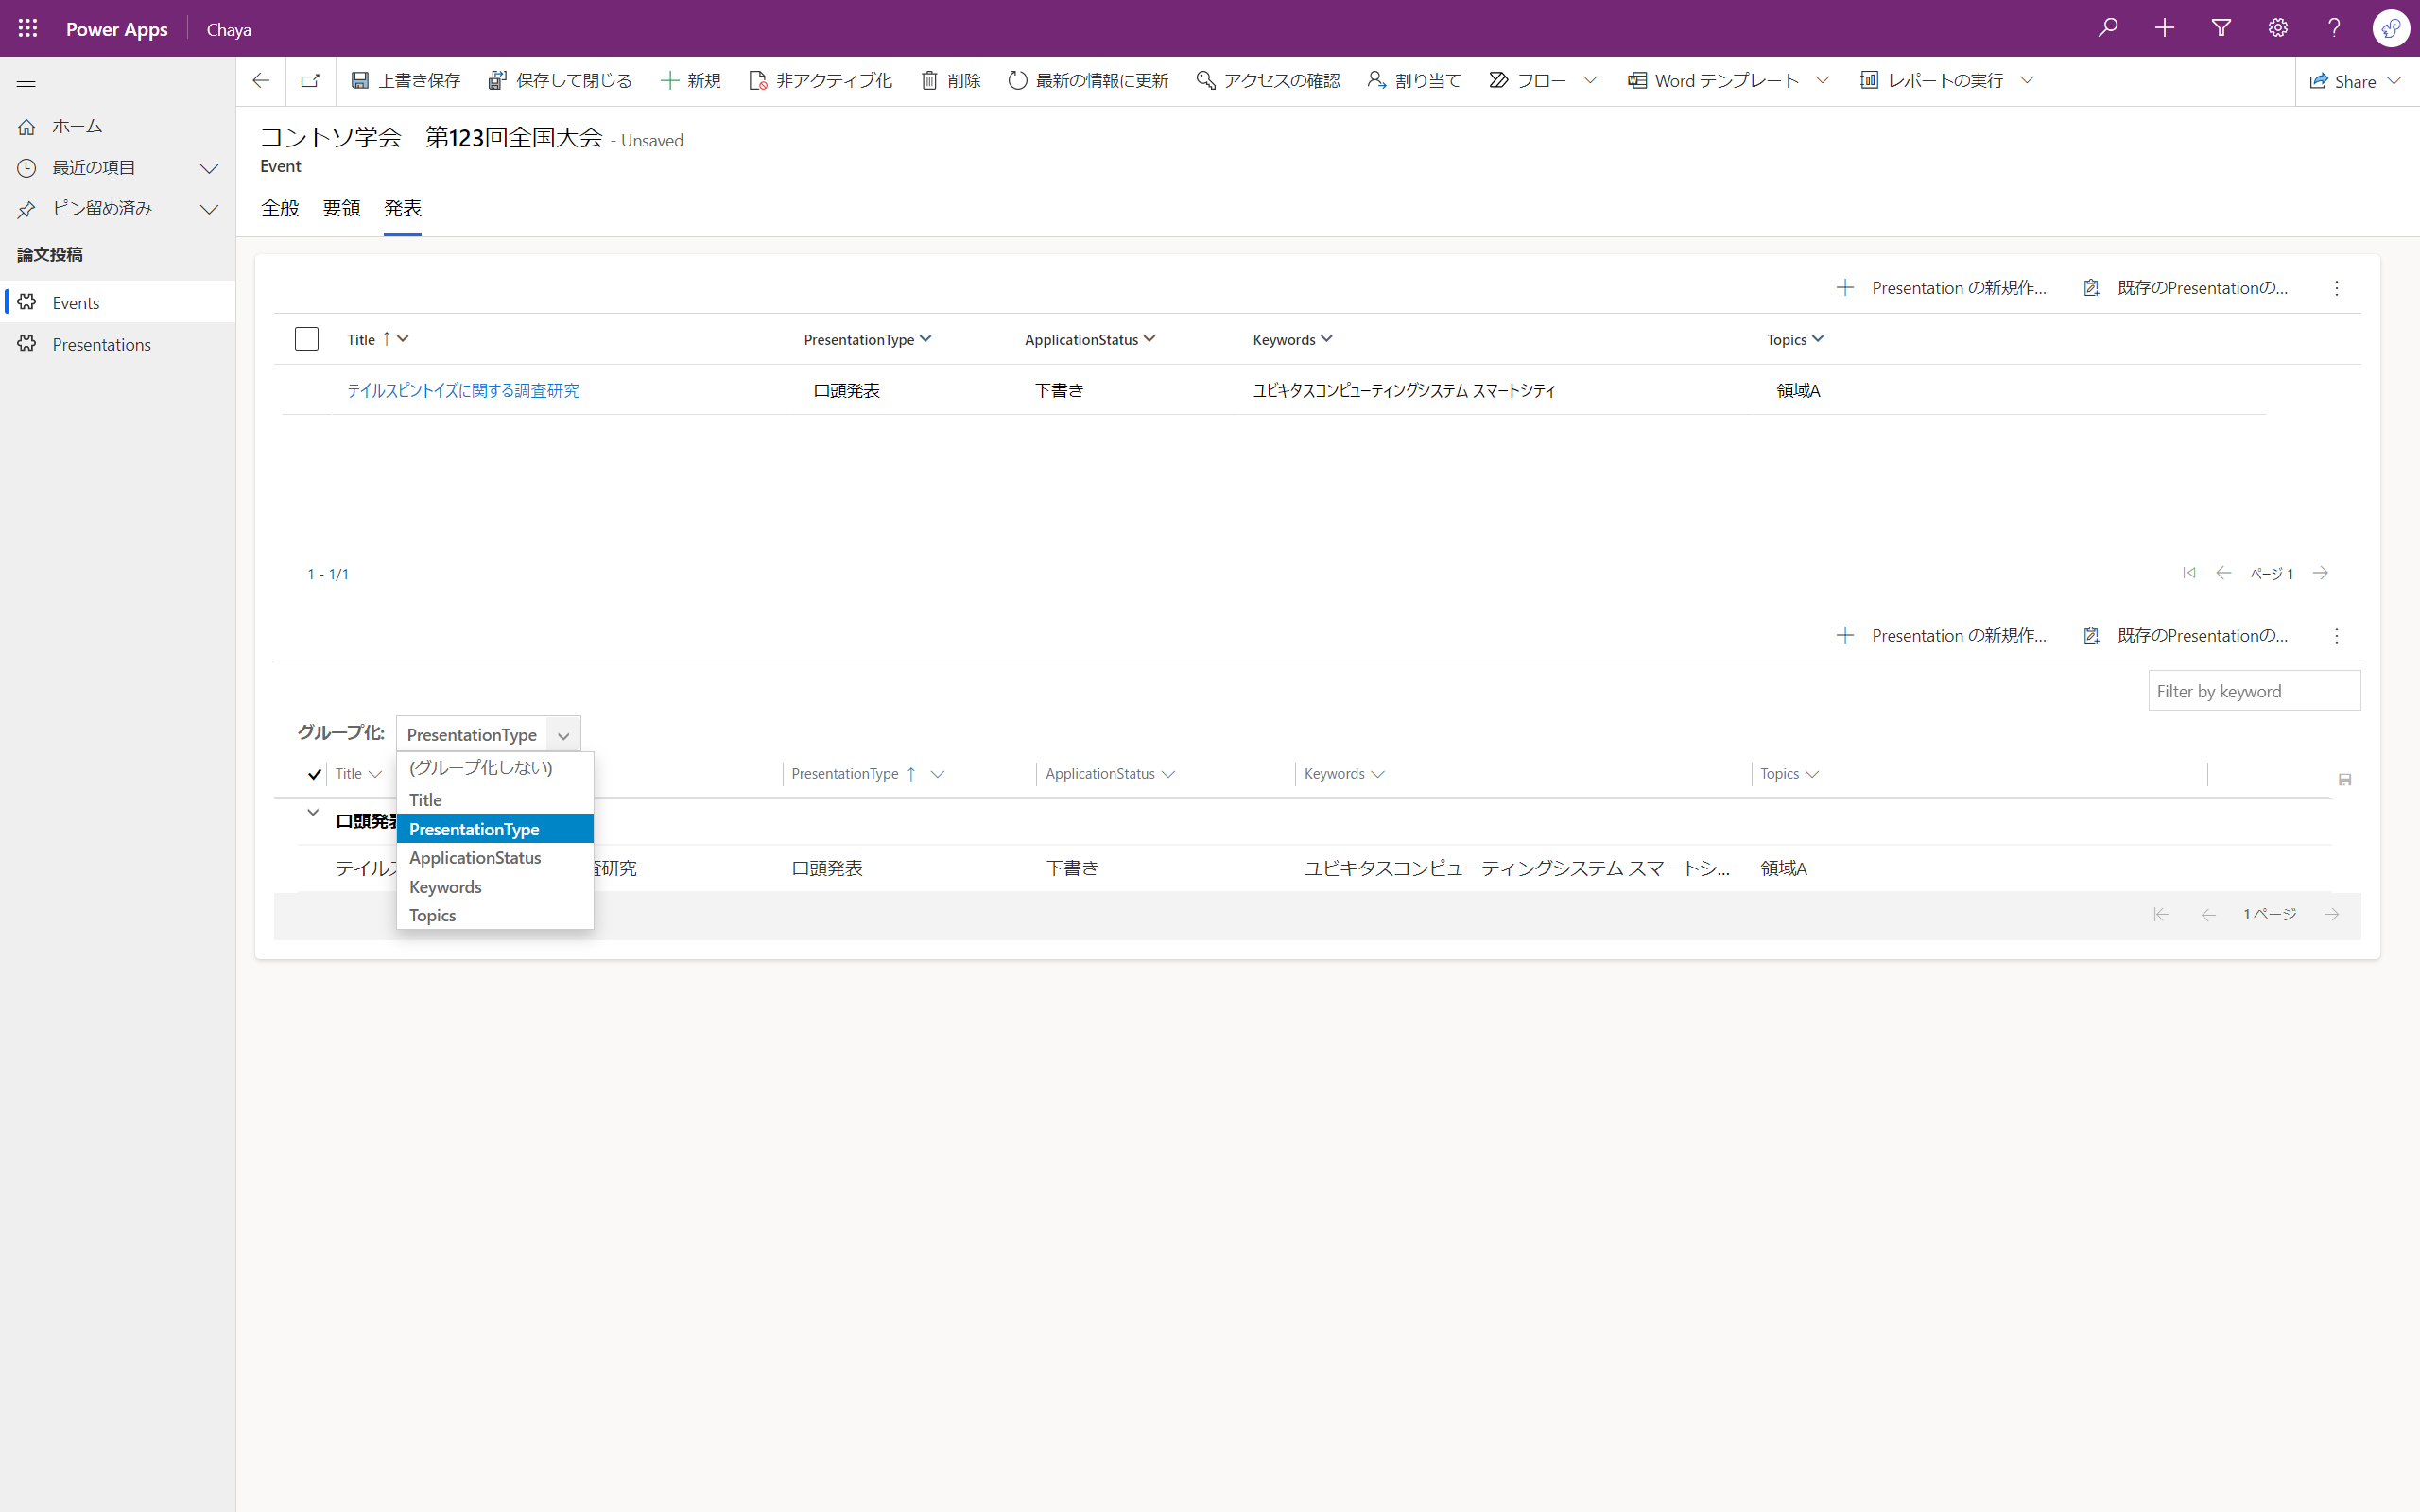 Power Apps Chaya
上書き保存 保存して閉じる 新規 非アクティブ化 削除 最新の情報に更新 アクセスの確認 割り当て フロー Word テンプレート レポートの実行 Share
ホーム
最近の項目
ピン留め済み
論文投稿
Events
Presentations
コントソ学会　第123回全国大会 - Unsaved
Event
全般 要領 発表
Presentation の新規作... 既存のPresentationの...
Title ↑ PresentationType ApplicationStatus Keywords Topics
テイルスピントイズに関する調査研究 口頭発表 下書き ユビキタスコンピューティングシステム スマートシティ 領域A
1 - 1/1 ページ 1
Presentation の新規作... 既存のPresentationの...
Filter by keyword
グループ化: PresentationType
(グループ化しない)
Title
PresentationType
ApplicationStatus
Keywords
Topics
Title PresentationType ↑ ApplicationStatus Keywords Topics
口頭発
テイル 研究 口頭発表 下書き ユビキタスコンピューティングシステム スマートシ... 領域A
1 ページ